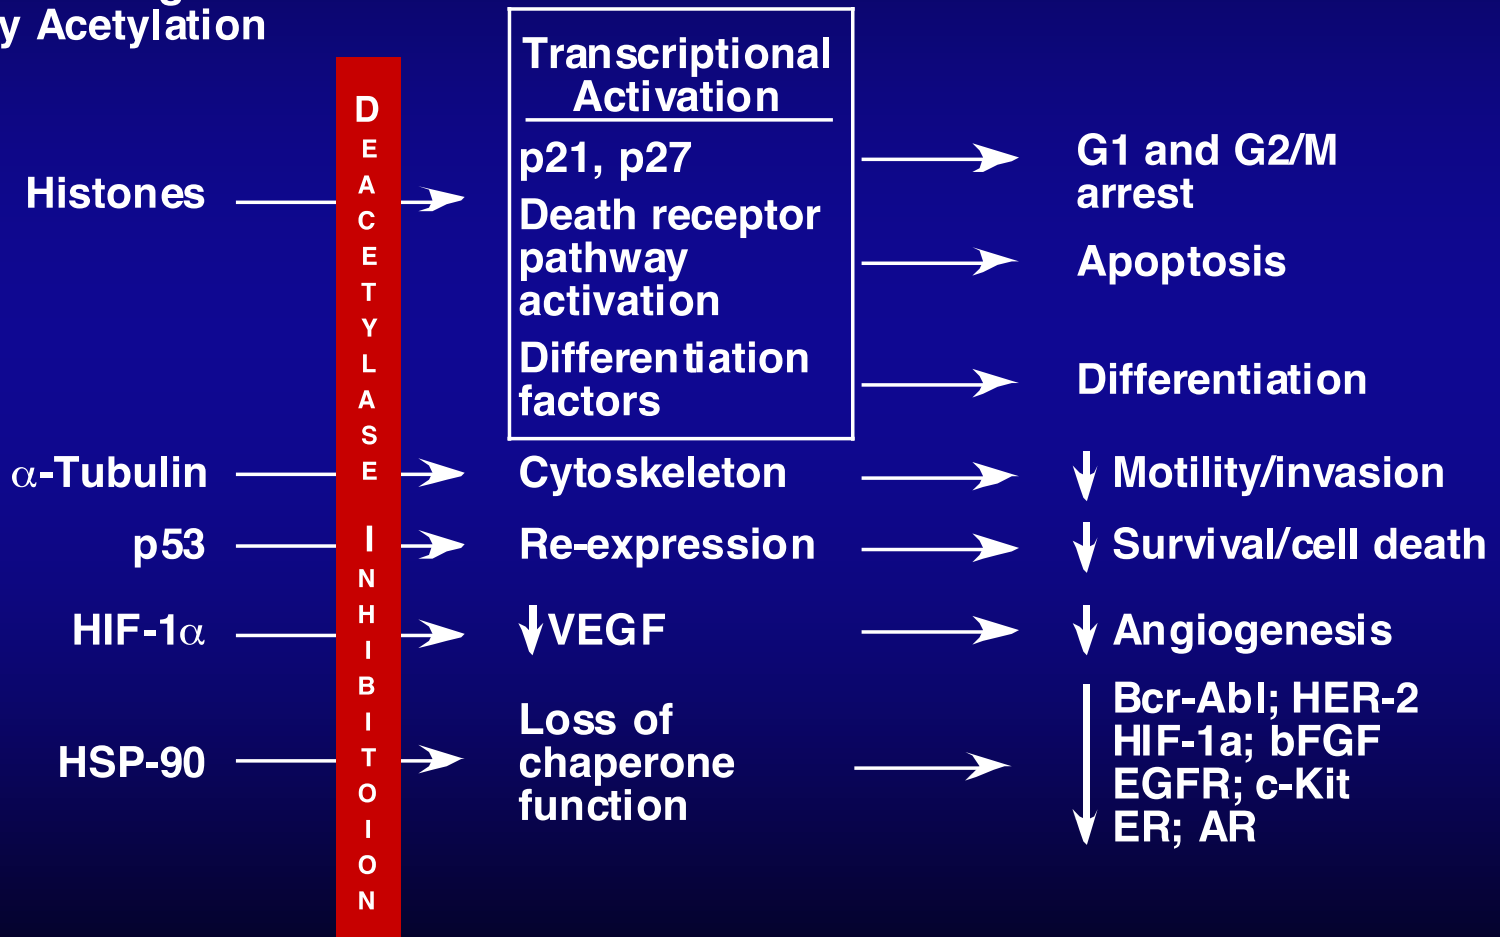 y Acetylation
DEACETYLASE INHIBITOION
Transcriptional
Activation
Histones
p21, p27
Death receptor
pathway
activation
Differentiation
factors
G1 and G2/M
arrest
Apoptosis
Differentiation
α-Tubulin
Cytoskeleton
Motility/invasion
p53
Re-expression
Survival/cell death
HIF-1α
VEGF
Angiogenesis
HSP-90
Loss of
chaperone
function
Bcr-Abl; HER-2
HIF-1a; bFGF
EGFR; c-Kit
ER; AR